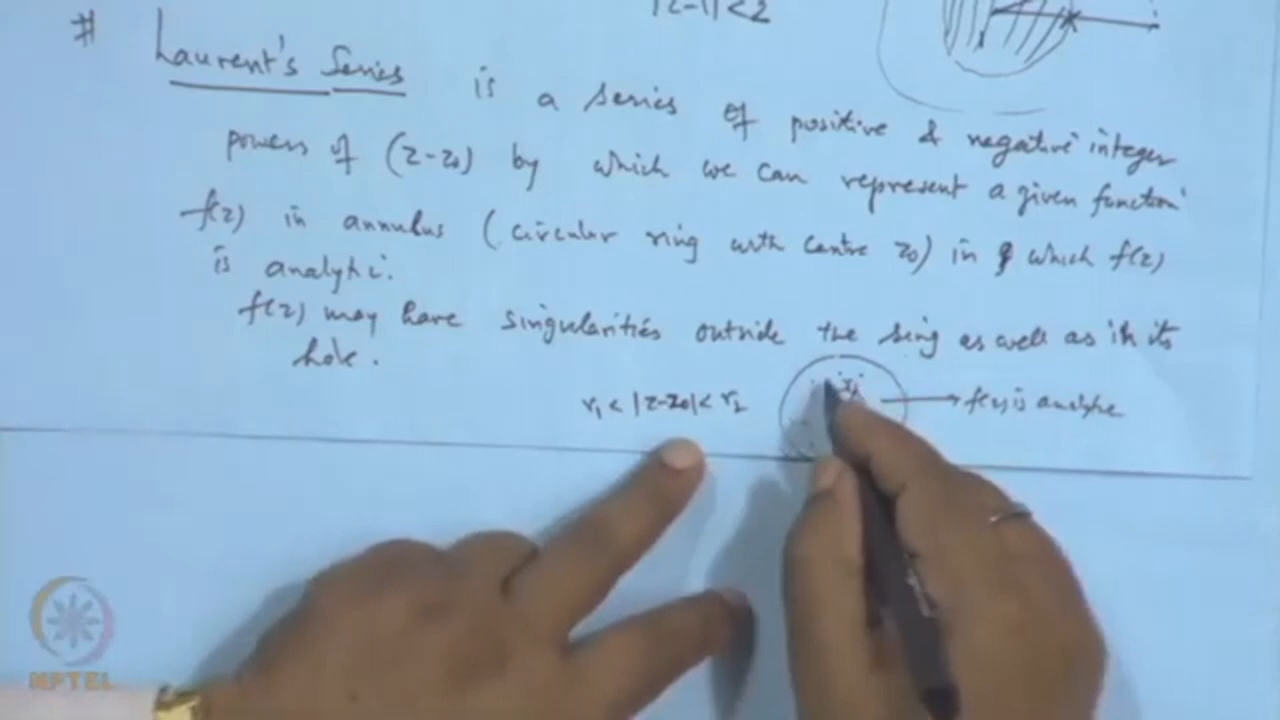 |z-1|<2
# Laurent's Series is a series of positive & negative integer
powers of (z-z0) by which we can represent a given function
f(z) in annulus (circular ring with centre z0) in which f(z)
is analytic.
f(z) may have singularities outside the ring as well as in its
hole.
r1 < |z-z0| < r2 f(z) is analytic
NPTEL